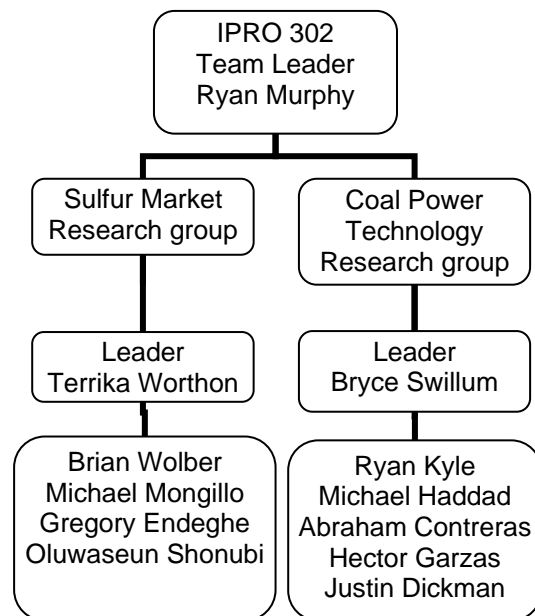 IPRO 302
Team Leader
Ryan Murphy
Sulfur Market
Research group
Coal Power
Technology
Research group
Leader
Terrika Worthon
Leader
Bryce Swillum
Brian Wolber
Michael Mongillo
Gregory Endeghe
Oluwaseun Shonubi
Ryan Kyle
Michael Haddad
Abraham Contreras
Hector Garzas
Justin Dickman